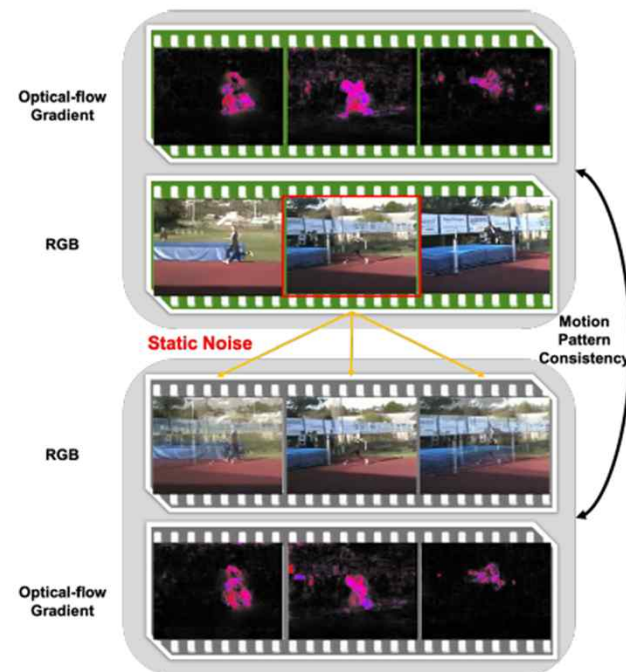 Optical-flow
Gradient
RGB
Static Noise
Motion
Pattern
Consistency
RGB
Optical-flow
Gradient